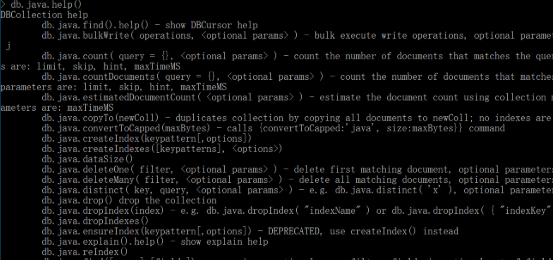 > db.java.help()
DBCollection help
db.java.find().help() - show DBCursor help
db.java.bulkWrite( operations, <optional params> ) - bulk execute write operations, optional paramet
j
db.java.count( query = {}, <optional params> ) - count the number of documents that matches the quer
s are: limit, skip, hint, maxTimeMS
db.java.countDocuments( query = {}, <optional params> ) - count the number of documents that matches
parameters are: limit, skip, hint, maxTimeMS
db.java.estimatedDocumentCount( <optional params> ) - estimate the document count using collection m
ameters are: maxTimeMS
db.java.copyTo(newColl) - duplicates collection by copying all documents to newColl; no indexes are
db.java.convertToCapped(maxBytes) - calls {convertToCapped:'java', size:maxBytes}} command
db.java.createIndex(keypattern[,options])
db.java.createIndexes([keypatterns], <options>)
db.java.dataSize()
db.java.deleteOne( filter, <optional params> ) - delete first matching document, optional parameters
db.java.deleteMany( filter, <optional params> ) - delete all matching documents, optional parameters
db.java.distinct( key, query, <optional params> ) - e.g. db.java.distinct( 'x' ), optional parameter
db.java.drop() drop the collection
db.java.dropIndex(index) - e.g. db.java.dropIndex( "indexName" ) or db.java.dropIndex( { "indexKey"
db.java.dropIndexes()
db.java.ensureIndex(keypattern[,options]) - DEPRECATED, use createIndex() instead
db.java.explain().help() - show explain help
db.java.reIndex()